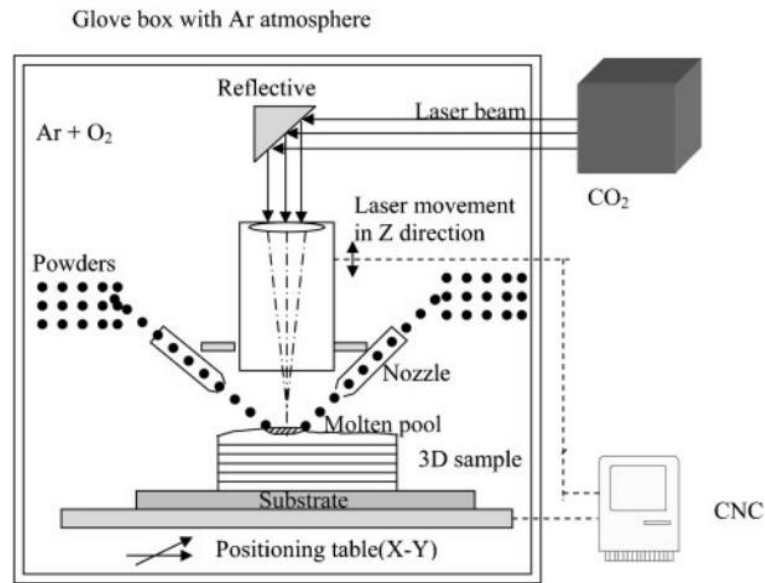 Glove box with Ar atmosphere
Reflective
Laser beam
Ar + O₂
CO₂
Laser movement
in Z direction
Powders
Nozzle
Molten pool
3D sample
Substrate
CNC
Positioning table(X-Y)